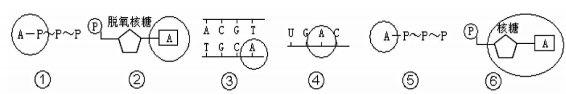 A－P～P～P
P 脱氧核糖 A
A C G T
T G C A
U G A C
A－P～P～P
P 核糖 A
① ② ③ ④ ⑤ ⑥